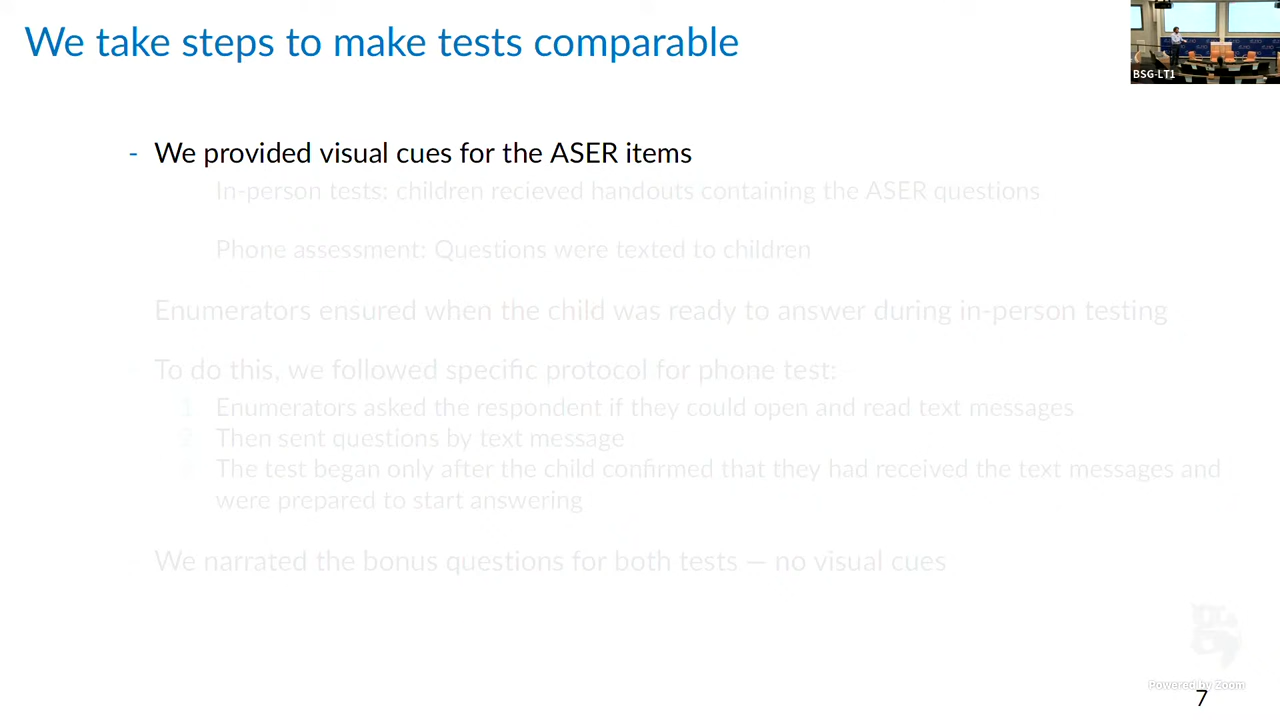 We take steps to make tests comparable
BSG-LT1
- We provided visual cues for the ASER items
In-person tests: children recieved handouts containing the ASER questions
Phone assessment: Questions were texted to children
Enumerators ensured when the child was ready to answer during in-person testing
- To do this, we followed specific protocol for phone test:
1. Enumerators asked the respondent if they could open and read text messages
2. Then sent questions by text message
The test began only after the child confirmed that they had received the text messages and
were prepared to start answering
- We narrated the bonus questions for both tests — no visual cues
Powered by Zoom
7